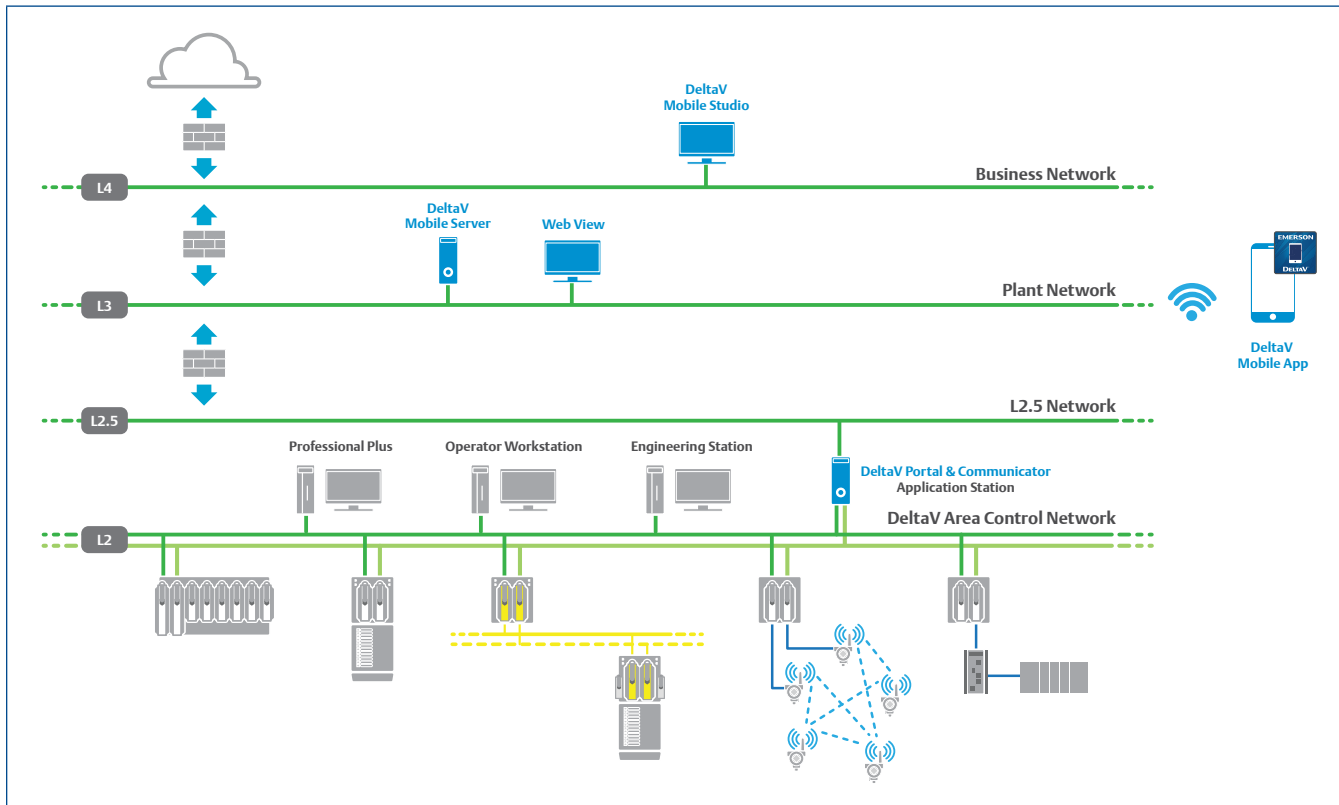 DeltaV
Mobile Studio
L4
Business Network
DeltaV
Mobile Server
Web View
EMERSON
DELTAV
L3
Plant Network
DeltaV
Mobile App
L2.5
L2.5 Network
Professional Plus
Operator Workstation
Engineering Station
DeltaV Portal & Communicator
Application Station
L2
DeltaV Area Control Network